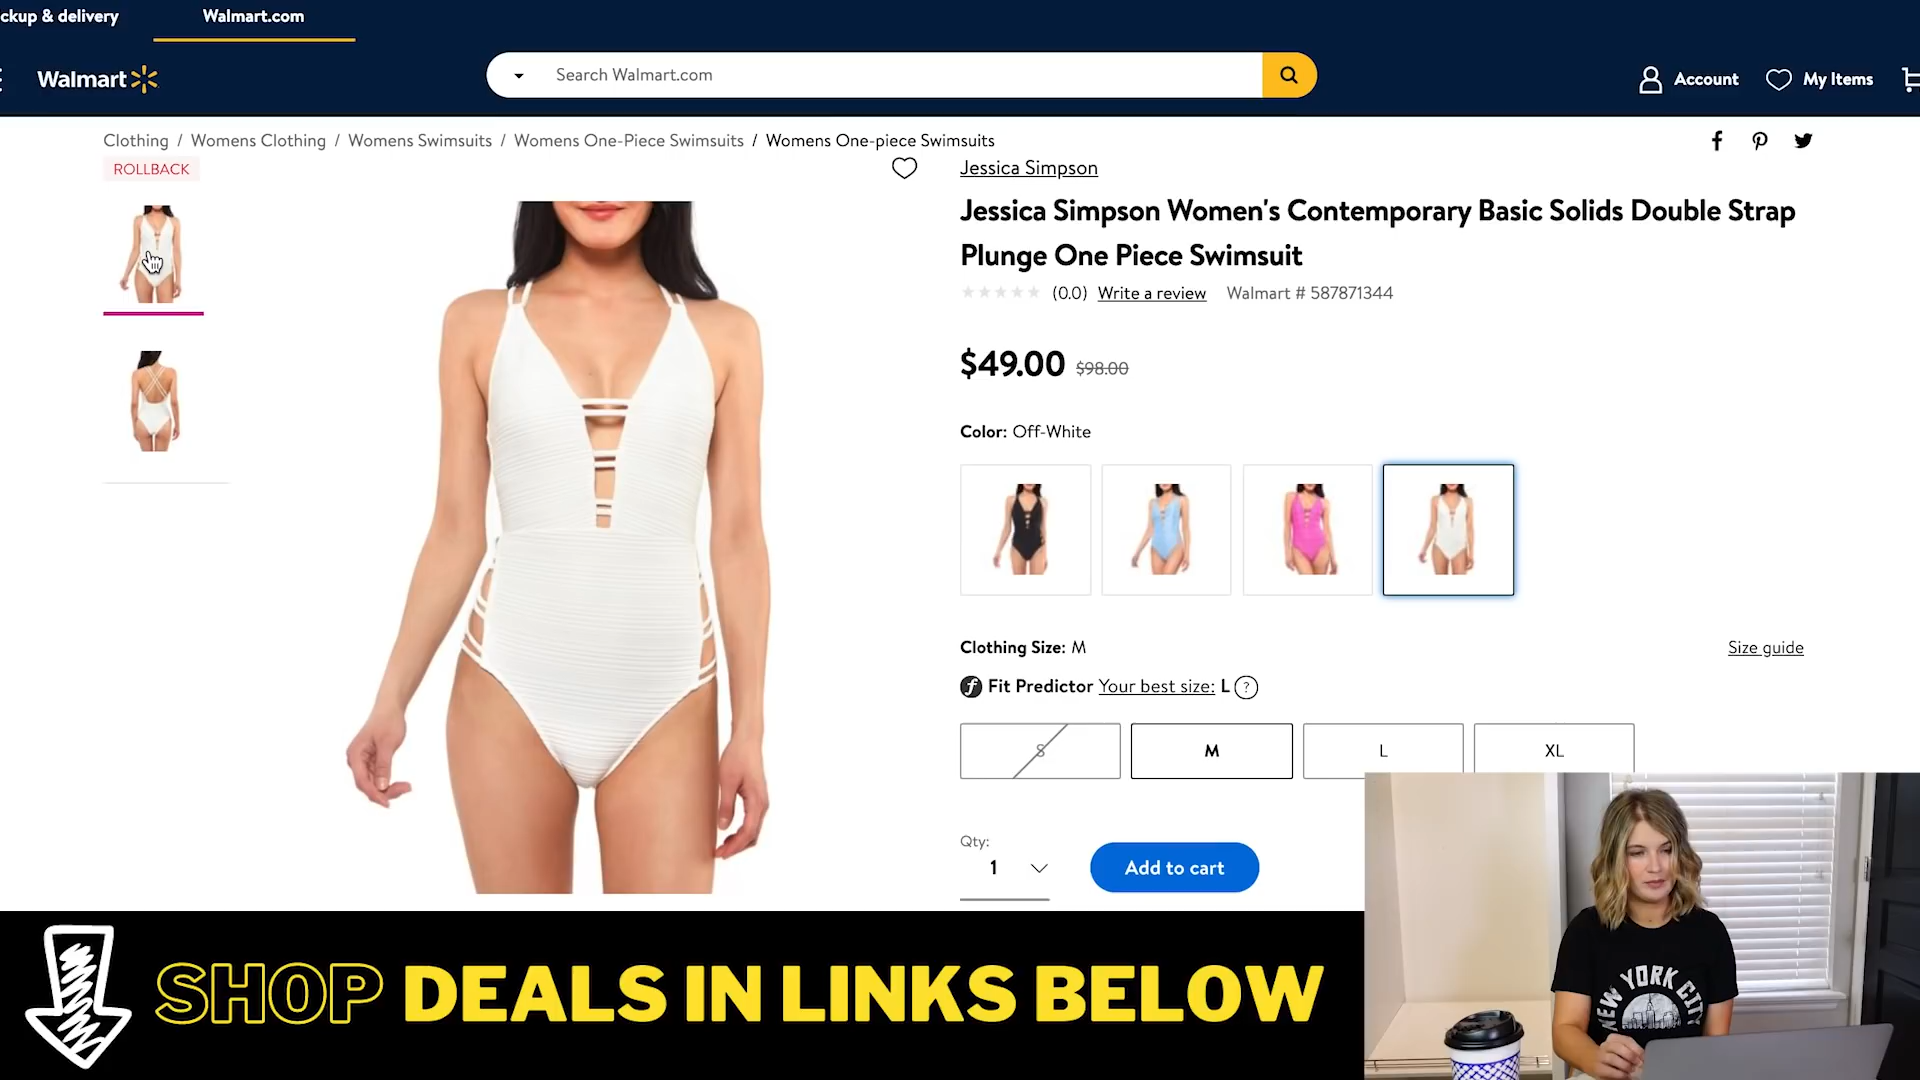 ckup & delivery
Walmart.com
Walmart
Search Walmart.com
Account
My Items
Clothing / Womens Clothing / Womens Swimsuits / Womens One-Piece Swimsuits / Womens One-piece Swimsuits
ROLLBACK
Jessica Simpson
Jessica Simpson Women's Contemporary Basic Solids Double Strap
Plunge One Piece Swimsuit
(0.0) Write a review Walmart # 587871344
$49.00 $98.00
Color: Off-White
Clothing Size: M
Size guide
Fit Predictor Your best size: L ?
S
M
L
XL
Qty:
1
Add to cart
SHOP DEALS IN LINKS BELOW
NEW YORK CITY